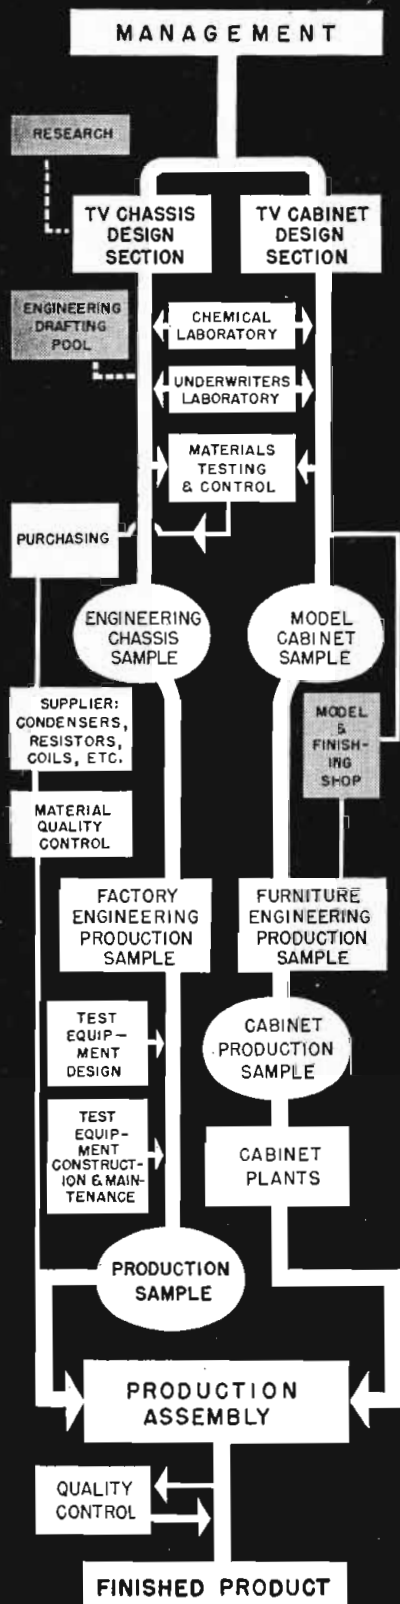 MANAGEMENT
RESEARCH
TV CHASSIS
DESIGN
SECTION
TV CABINET
DESIGN
SECTION
ENGINEERING
DRAFTING
POOL
CHEMICAL
LABORATORY
UNDERWRITERS
LABORATORY
MATERIALS
TESTING
& CONTROL
PURCHASING
ENGINEERING
CHASSIS
SAMPLE
MODEL
CABINET
SAMPLE
SUPPLIER:
CONDENSERS,
RESISTORS,
COILS, ETC.
MODEL
&
FINISH-
ING
SHOP
MATERIAL
QUALITY
CONTROL
FACTORY
ENGINEERING
PRODUCTION
SAMPLE
FURNITURE
ENGINEERING
PRODUCTION
SAMPLE
TEST
EQUIP-
MENT
DESIGN
CABINET
PRODUCTION
SAMPLE
TEST
EQUIP-
MENT
CONSTRUCT-
ION & MAIN-
TENANCE
CABINET
PLANTS
PRODUCTION
SAMPLE
PRODUCTION
ASSEMBLY
QUALITY
CONTROL
FINISHED PRODUCT